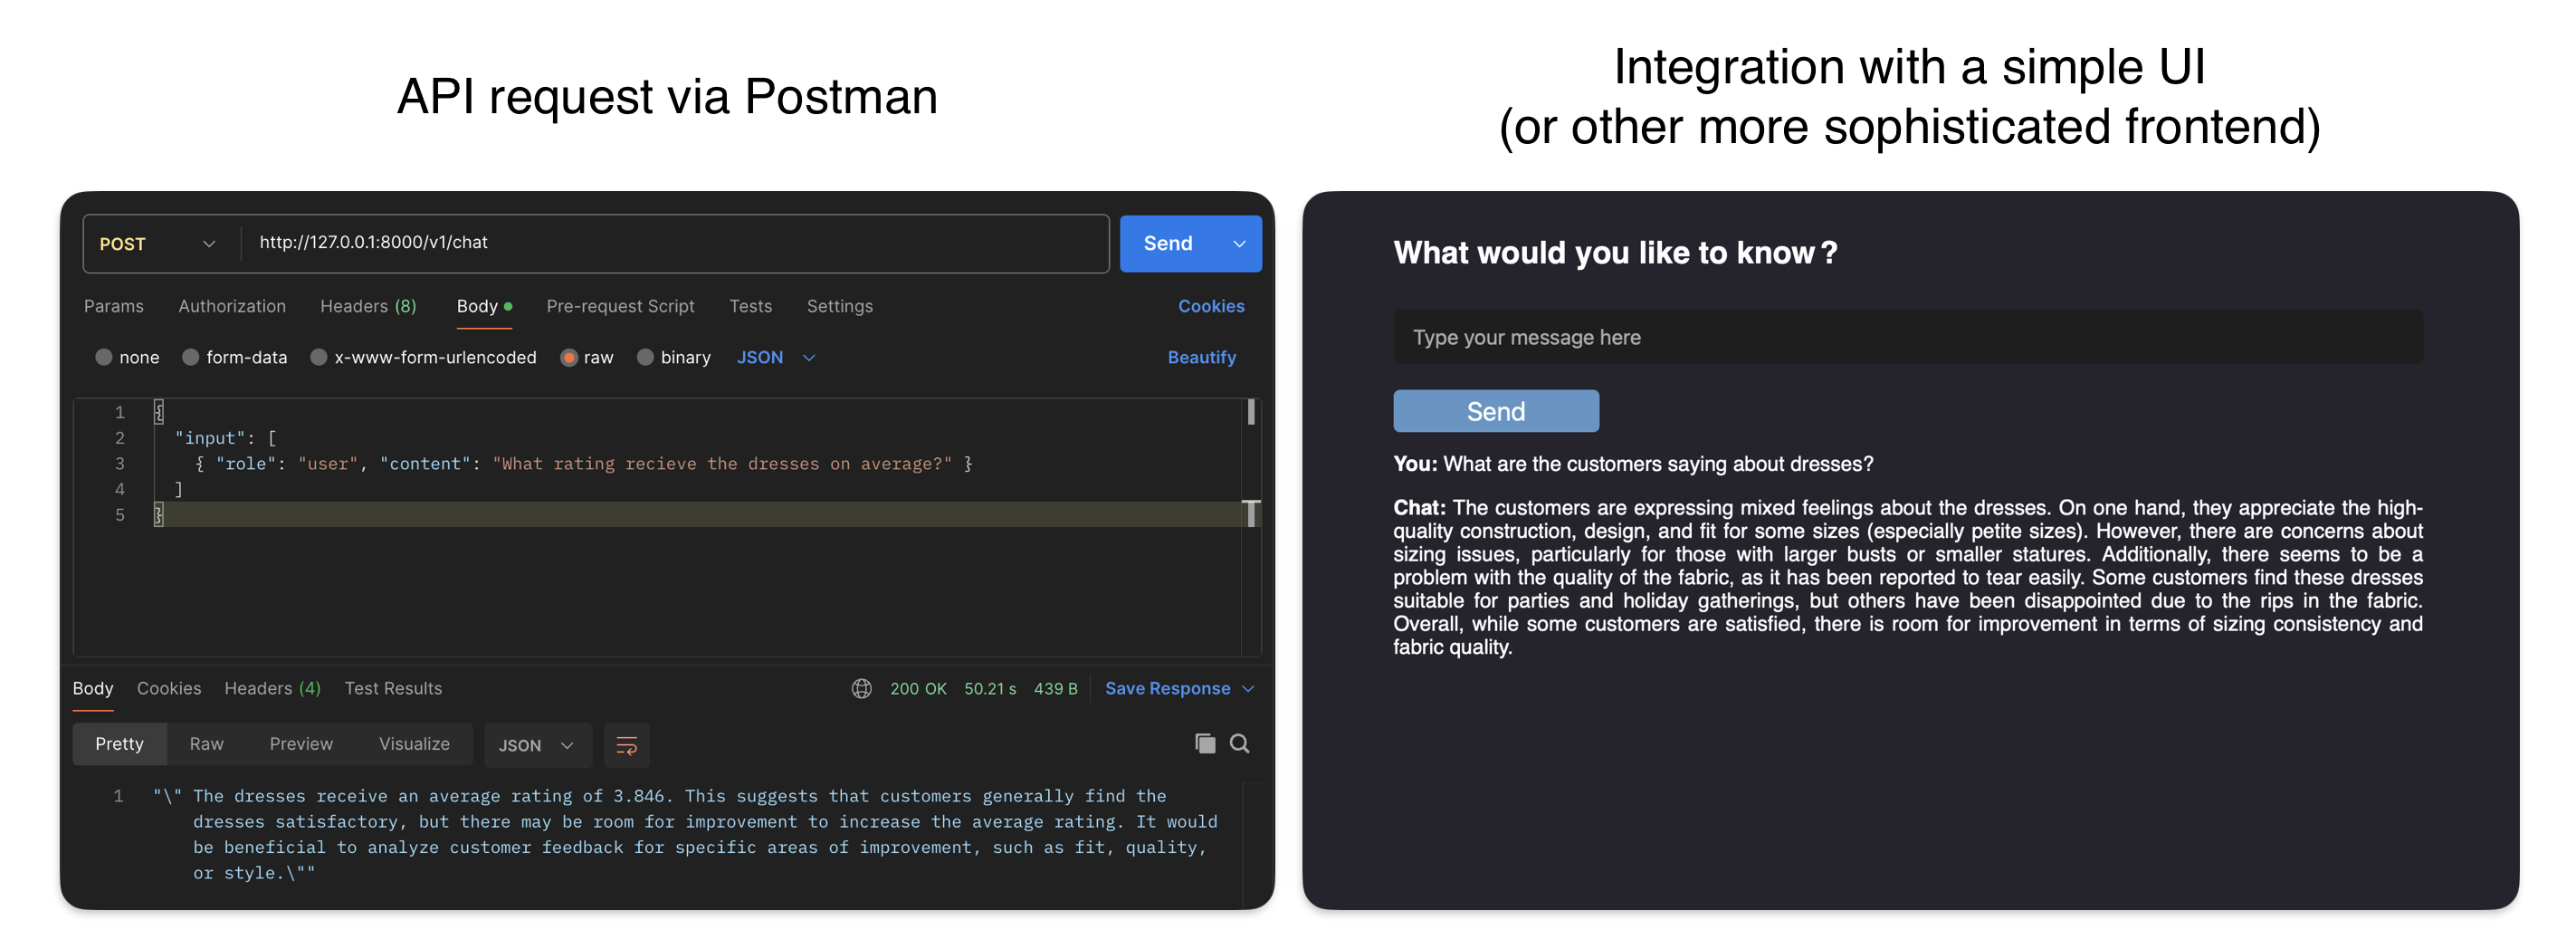 API request via Postman
Integration with a simple UI
(or other more sophisticated frontend)
POST
http://127.0.0.1:8000/v1/chat
Send
Params Authorization Headers (8) Body Pre-request Script Tests Settings Cookies
none form-data x-www-form-urlencoded raw binary JSON Beautify
1 {
2 "input": [
3 { "role": "user", "content": "What rating recieve the dresses on average?" }
4 ]
5 }
Body Cookies Headers (4) Test Results 200 OK 50.21 s 439 B Save Response
Pretty Raw Preview Visualize JSON
1 "\" The dresses receive an average rating of 3.846. This suggests that customers generally find the
dresses satisfactory, but there may be room for improvement to increase the average rating. It would
be beneficial to analyze customer feedback for specific areas of improvement, such as fit, quality,
or style.\""
What would you like to know?
Type your message here
Send
You: What are the customers saying about dresses?
Chat: The customers are expressing mixed feelings about the dresses. On one hand, they appreciate the high-
quality construction, design, and fit for some sizes (especially petite sizes). However, there are concerns about
sizing issues, particularly for those with larger busts or smaller statures. Additionally, there seems to be a
problem with the quality of the fabric, as it has been reported to tear easily. Some customers find these dresses
suitable for parties and holiday gatherings, but others have been disappointed due to the rips in the fabric.
Overall, while some customers are satisfied, there is room for improvement in terms of sizing consistency and
fabric quality.